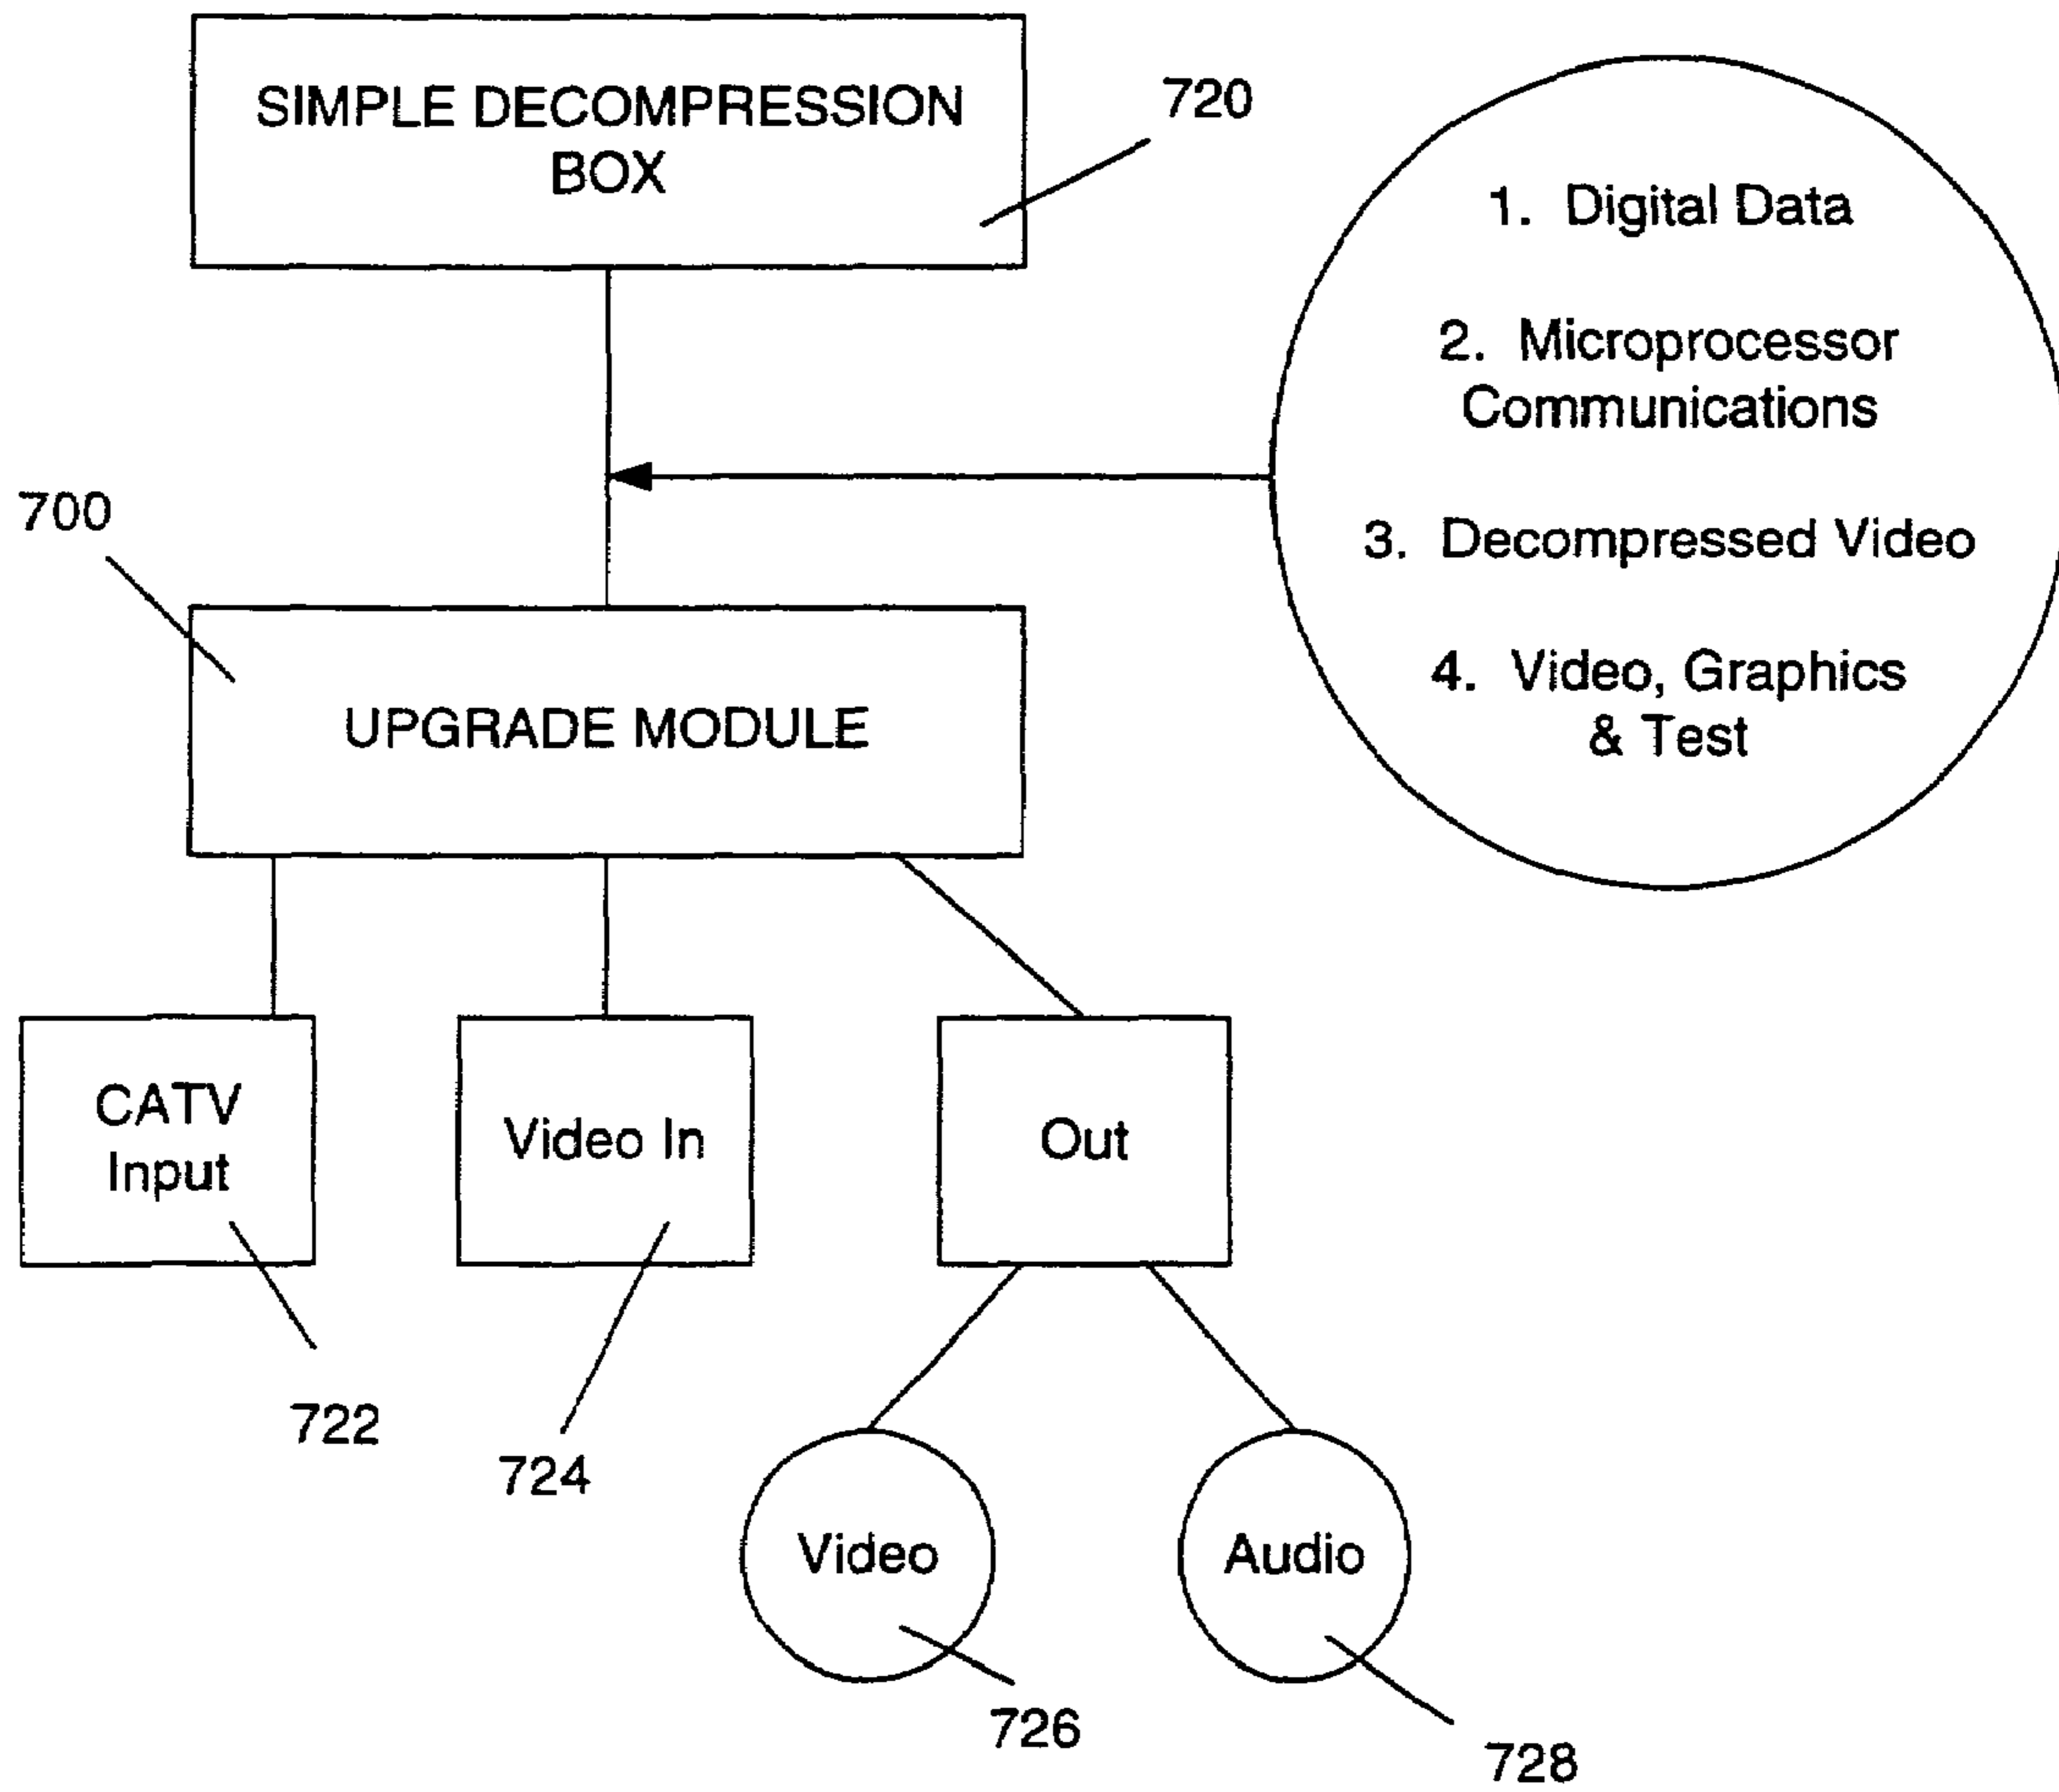 SIMPLE DECOMPRESSION
BOX
720
1. Digital Data
2. Microprocessor
Communications
3. Decompressed Video
4. Video, Graphics
& Test
700
UPGRADE MODULE
CATV
Input
Video In
Out
722
724
Video
Audio
726
728